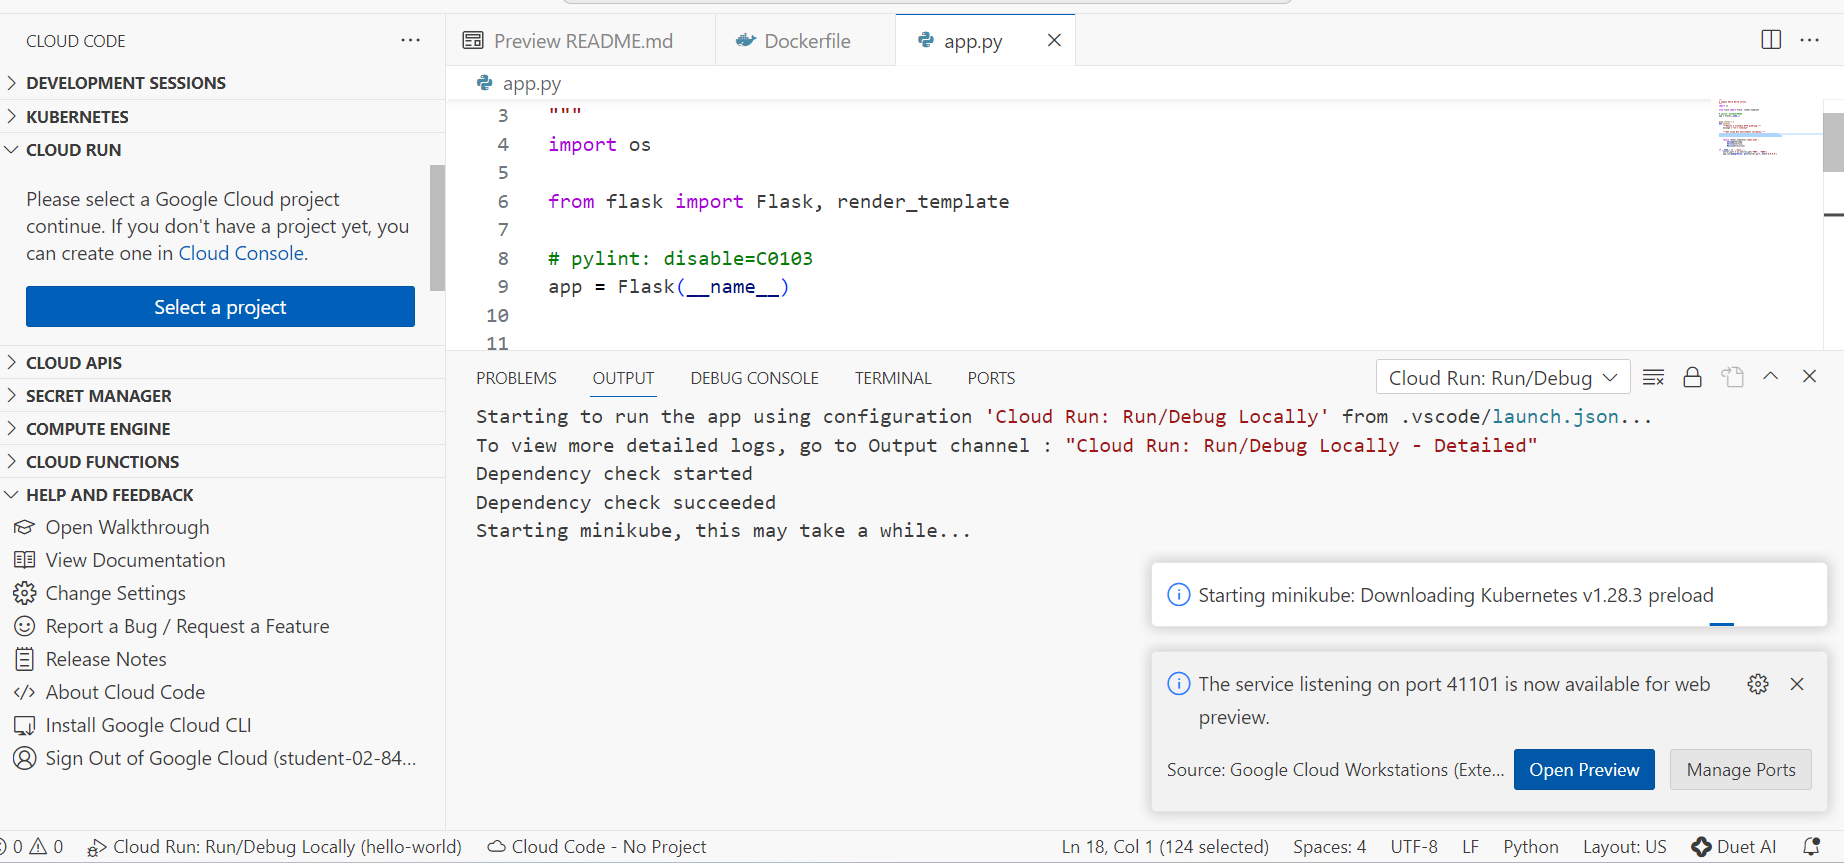 CLOUD CODE
DEVELOPMENT SESSIONS
KUBERNETES
CLOUD RUN
Please select a Google Cloud project
continue. If you don't have a project yet, you
can create one in Cloud Console.
Select a project
CLOUD APIS
SECRET MANAGER
COMPUTE ENGINE
CLOUD FUNCTIONS
HELP AND FEEDBACK
Open Walkthrough
View Documentation
Change Settings
Report a Bug / Request a Feature
Release Notes
About Cloud Code
Install Google Cloud CLI
Sign Out of Google Cloud (student-02-84...
Preview README.md
Dockerfile
app.py
app.py
3 """
4 import os
5
6 from flask import Flask, render_template
7
8 # pylint: disable=C0103
9 app = Flask(__name__)
10
11
PROBLEMS OUTPUT DEBUG CONSOLE TERMINAL PORTS
Cloud Run: Run/Debug
Starting to run the app using configuration 'Cloud Run: Run/Debug Locally' from .vscode/launch.json...
To view more detailed logs, go to Output channel : "Cloud Run: Run/Debug Locally - Detailed"
Dependency check started
Dependency check succeeded
Starting minikube, this may take a while...
Starting minikube: Downloading Kubernetes v1.28.3 preload
The service listening on port 41101 is now available for web
preview.
Source: Google Cloud Workstations (Exte...
Open Preview
Manage Ports
0 0 Cloud Run: Run/Debug Locally (hello-world) Cloud Code - No Project Ln 18, Col 1 (124 selected) Spaces: 4 UTF-8 LF Python Layout: US Duet AI